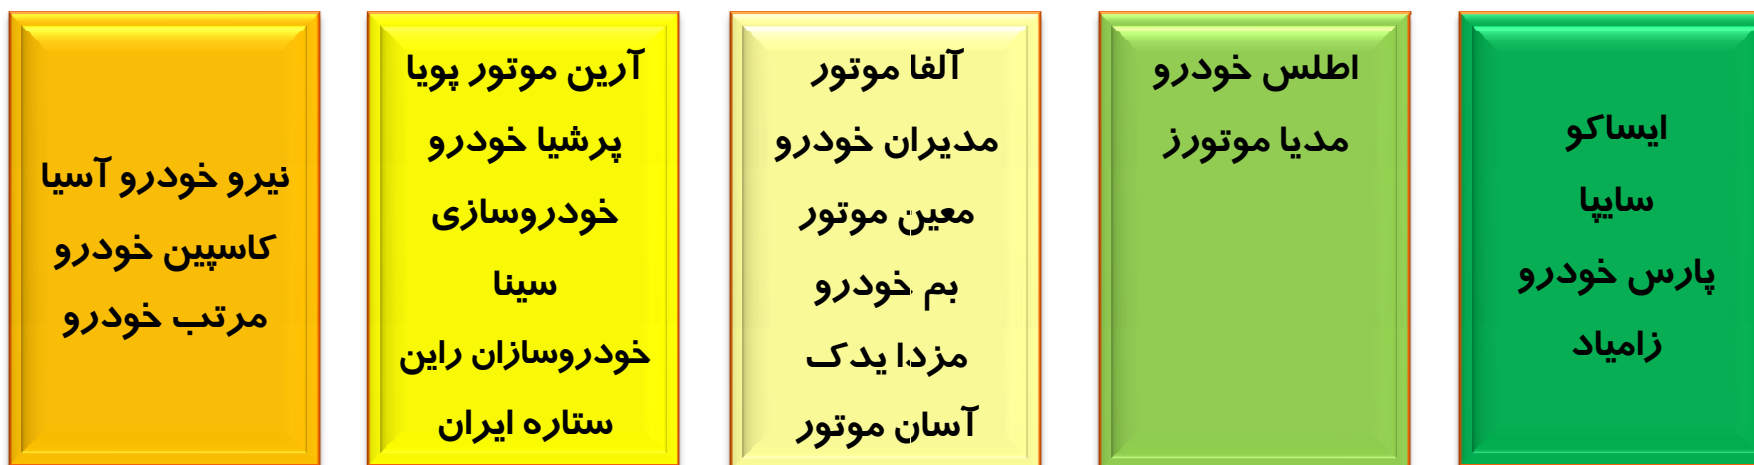 ایساکو
سایپا
پارس خودرو
زامیاد
اطلس خودرو
مدیا موتورز
آلفا موتور
مدیران خودرو
معین موتور
بم خودرو
مزدا یدک
آسان موتور
آرین موتور پویا
پرشیا خودرو
خودروسازی
سینا
خودروسازان راین
ستاره ایران
نیرو خودرو آسیا
کاسپین خودرو
مرتب خودرو